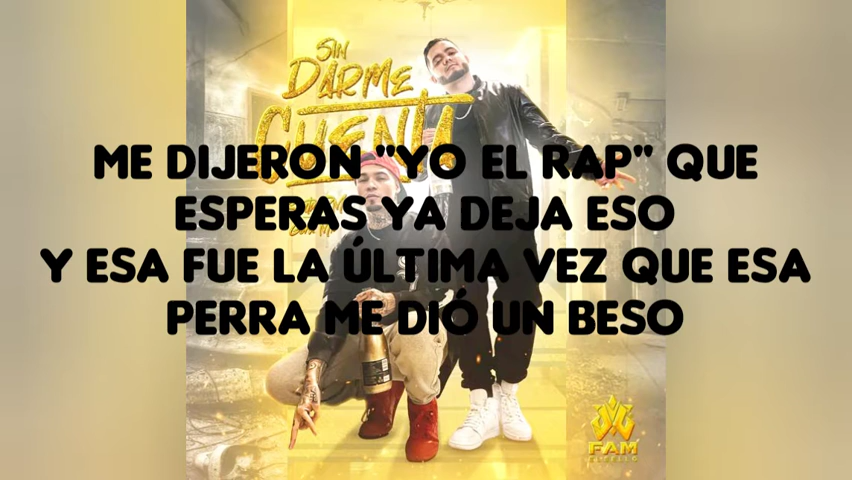 SIN
DARME
CUENTA
ME DIJERON "YO EL RAP" QUE
ESPERAS YA DEJA ESO
Y ESA FUE LA ÚLTIMA VEZ QUE ESA
PERRA ME DIÓ UN BESO
FAM